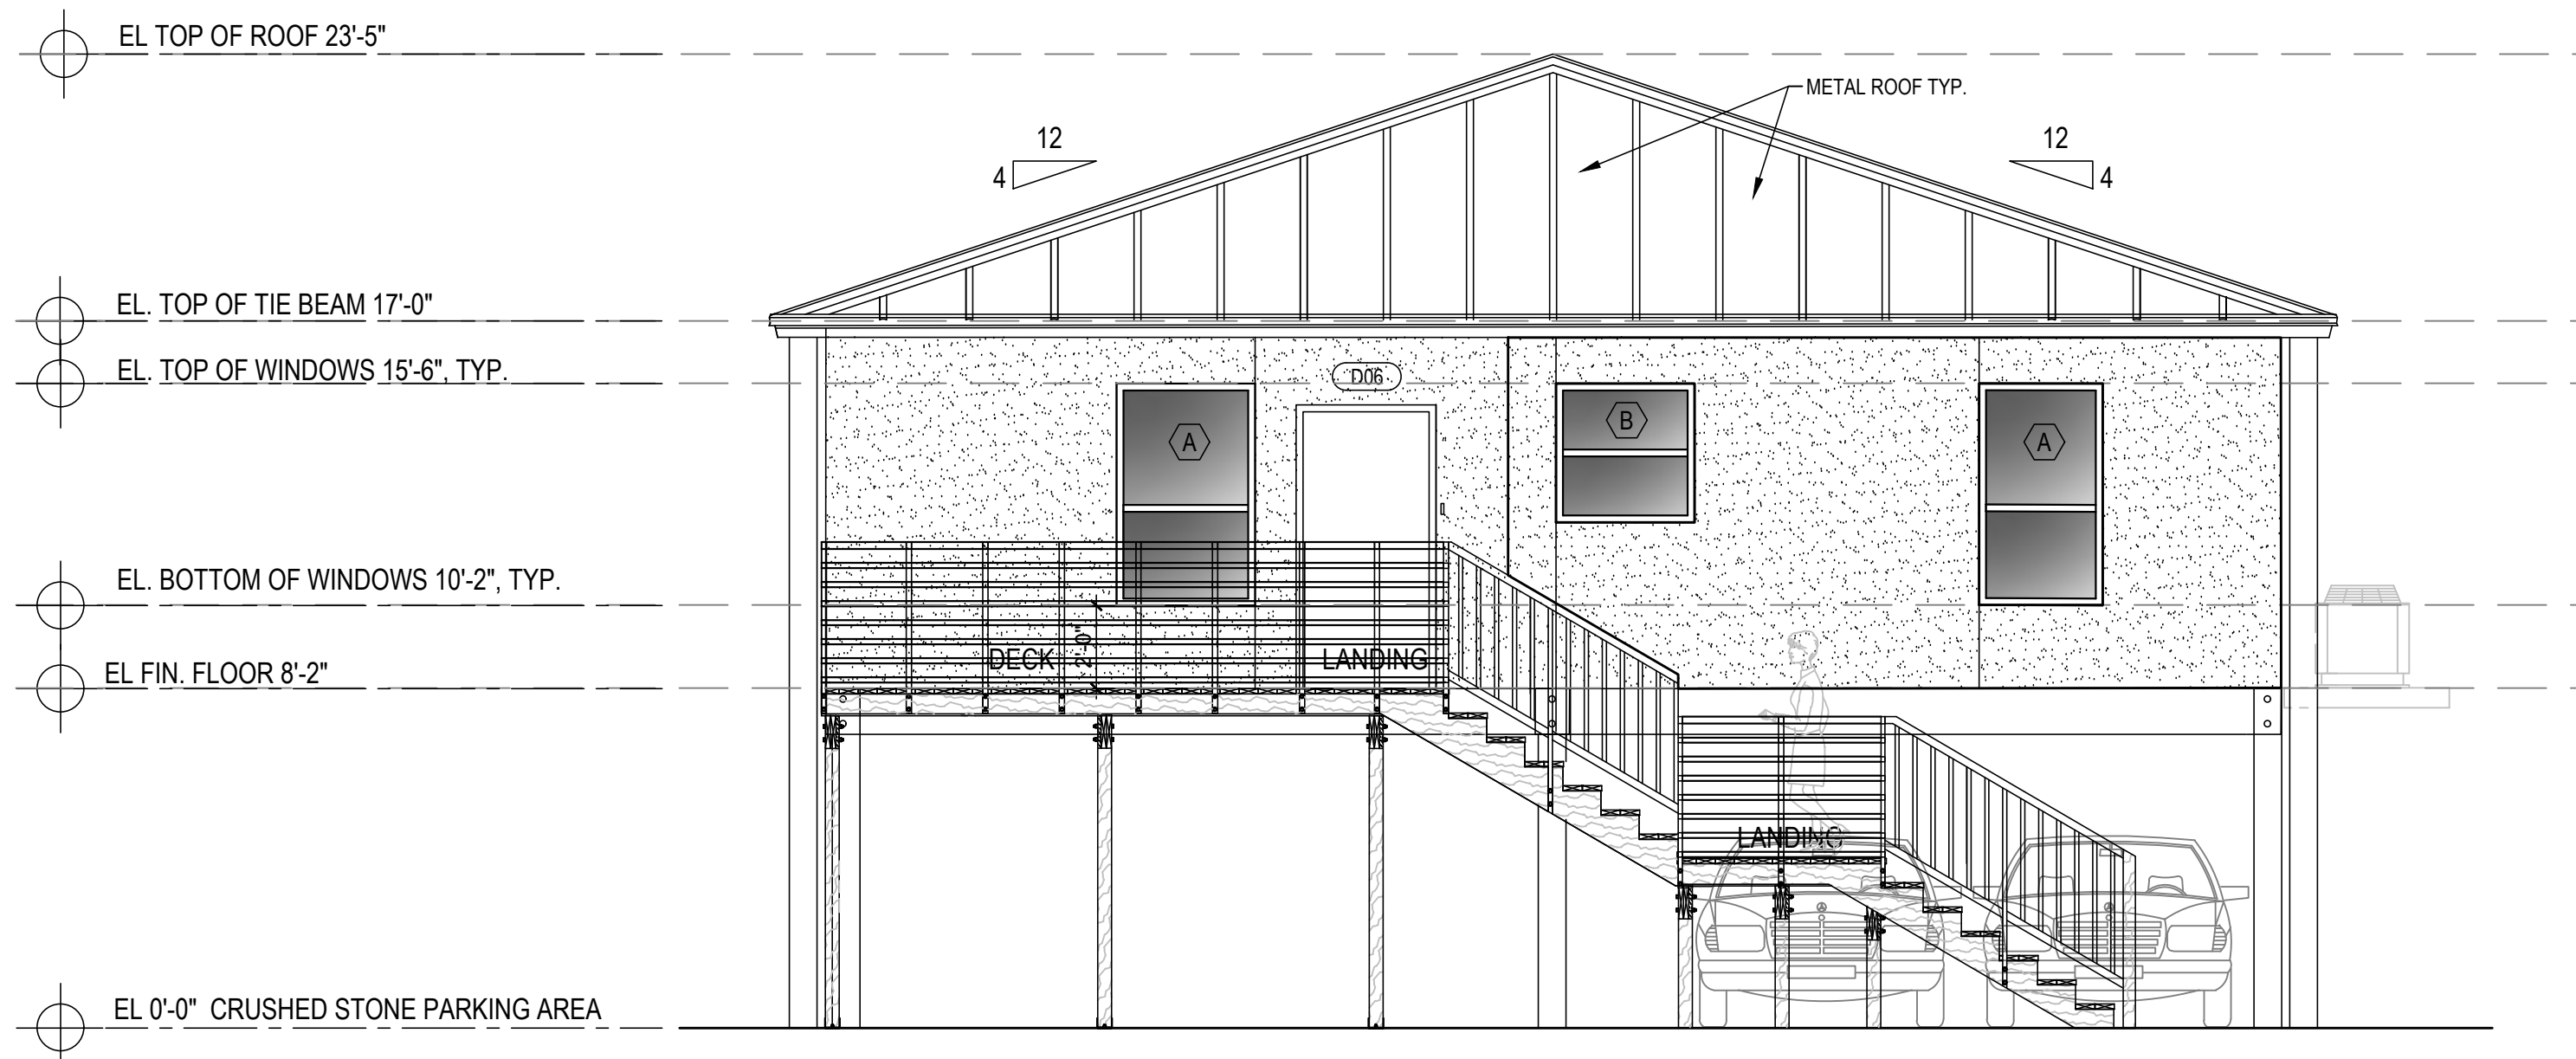 EL TOP OF ROOF 23'-5"
METAL ROOF TYP.
12
4
12
4
EL. TOP OF TIE BEAM 17'-0"
EL. TOP OF WINDOWS 15'-6", TYP.
D06
A
B
A
EL. BOTTOM OF WINDOWS 10'-2", TYP.
EL FIN. FLOOR 8'-2"
DECK
2'-0"
LANDING
LANDING
EL 0'-0" CRUSHED STONE PARKING AREA